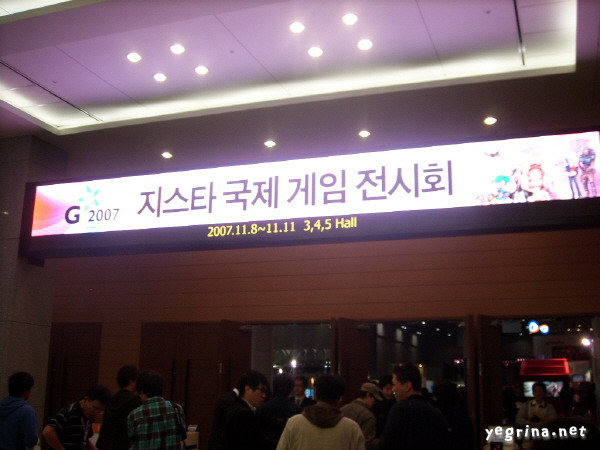 G 2007 지스타 국제 게임 전시회
2007.11.8~11.11 3,4,5 Hall
yegrina.net